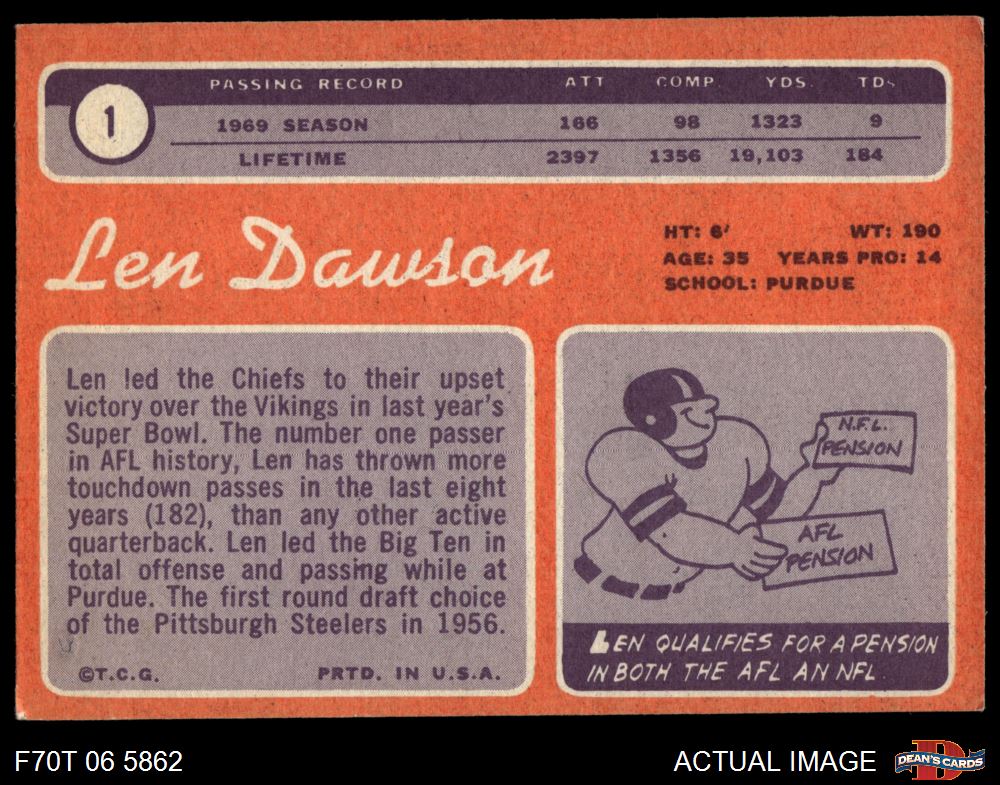 1
PASSING RECORD ATT COMP. YDS. TDs
1969 SEASON 166 98 1323 9
LIFETIME 2397 1356 19,103 184
Len Dawson
HT: 6' WT: 190
AGE: 35 YEARS PRO: 14
SCHOOL: PURDUE
Len led the Chiefs to their upset
victory over the Vikings in last year's
Super Bowl. The number one passer
in AFL history, Len has thrown more
touchdown passes in the last eight
years (182), than any other active
quarterback. Len led the Big Ten in
total offense and passing while at
Purdue. The first round draft choice
of the Pittsburgh Steelers in 1956.
©T.C.G. PRTD. IN U.S.A.
N.F.L.
PENSION
AFL
PENSION
LEN QUALIFIES FOR A PENSION
IN BOTH THE AFL AN NFL
F70T 06 5862
ACTUAL IMAGE
D
DEAN'S CARDS